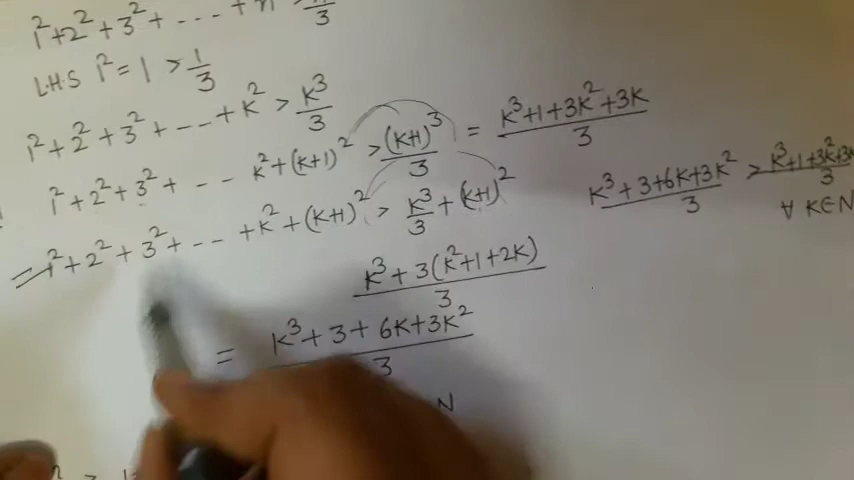 1² + 2² + 3² + --- + n² > n³/3
L.H.S 1² = 1 > 1/3
1² + 2² + 3² + --- + k² > k³/3
1² + 2² + 3² + --- k² + (k+1)² > (k+1)³/3 = (k³+1+3k²+3k)/3
= 1² + 2² + 3² + --- + k² + (k+1)² > k³/3 + (k+1)²
(k³ + 3(k²+1+2k))/3
= (k³ + 3 + 6k + 3k²)/3
N
(k³ + 3 + 6k + 3k²)/3 > (k³+1+3k²+3k)/3
∀ k∈N